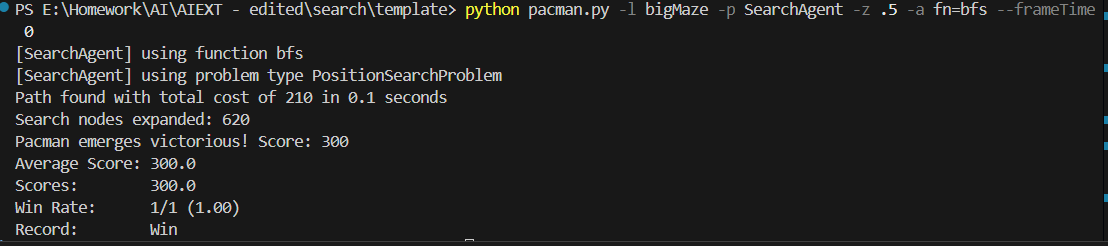 PS E:\Homework\AI\AIEXT - edited\search\template> python pacman.py -l bigMaze -p SearchAgent -z .5 -a fn=bfs --frameTime
0
[SearchAgent] using function bfs
[SearchAgent] using problem type PositionSearchProblem
Path found with total cost of 210 in 0.1 seconds
Search nodes expanded: 620
Pacman emerges victorious! Score: 300
Average Score: 300.0
Scores:        300.0
Win Rate:      1/1 (1.00)
Record:        Win